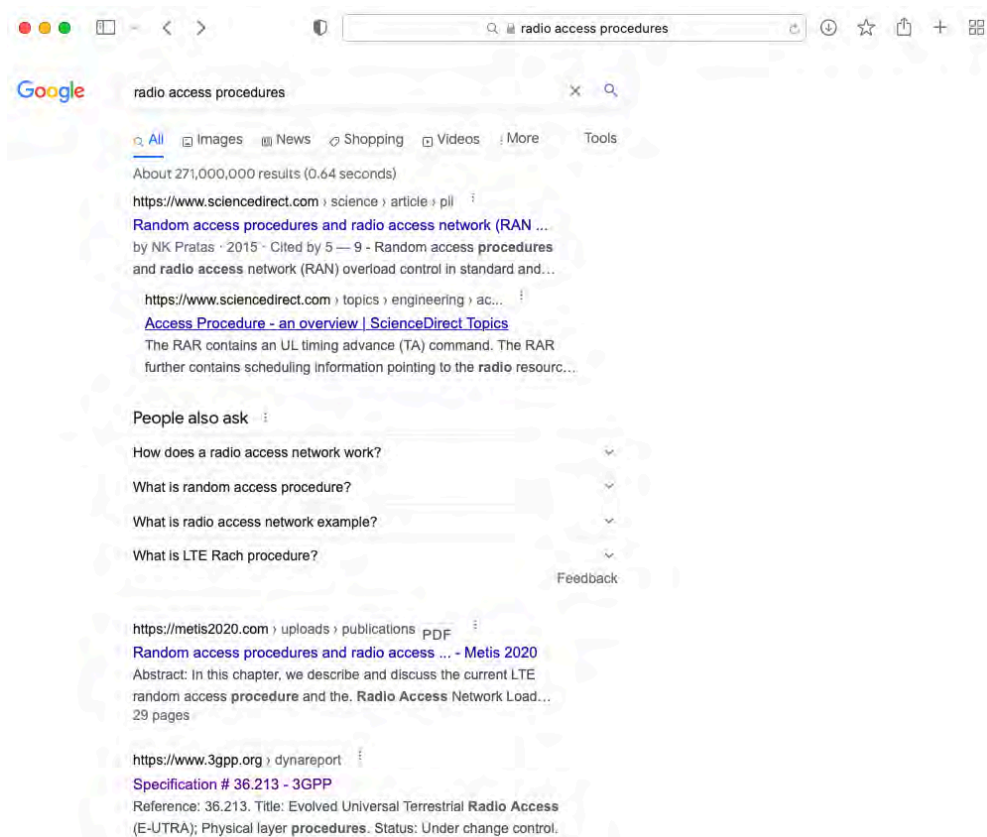 radio access procedures
Google
radio access procedures
All Images News Shopping Videos More Tools
About 271,000,000 results (0.64 seconds)
https://www.sciencedirect.com › science › article › pii
Random access procedures and radio access network (RAN ...
by NK Pratas · 2015 · Cited by 5 — 9 - Random access procedures
and radio access network (RAN) overload control in standard and...
https://www.sciencedirect.com › topics › engineering › ac...
Access Procedure - an overview | ScienceDirect Topics
The RAR contains an UL timing advance (TA) command. The RAR
further contains scheduling information pointing to the radio resourc...
People also ask
How does a radio access network work?
What is random access procedure?
What is radio access network example?
What is LTE Rach procedure?
Feedback
https://metis2020.com › uploads › publications PDF
Random access procedures and radio access ... - Metis 2020
Abstract: In this chapter, we describe and discuss the current LTE
random access procedure and the. Radio Access Network Load...
29 pages
https://www.3gpp.org › dynareport
Specification # 36.213 - 3GPP
Reference: 36.213. Title: Evolved Universal Terrestrial Radio Access
(E-UTRA); Physical layer procedures. Status: Under change control.